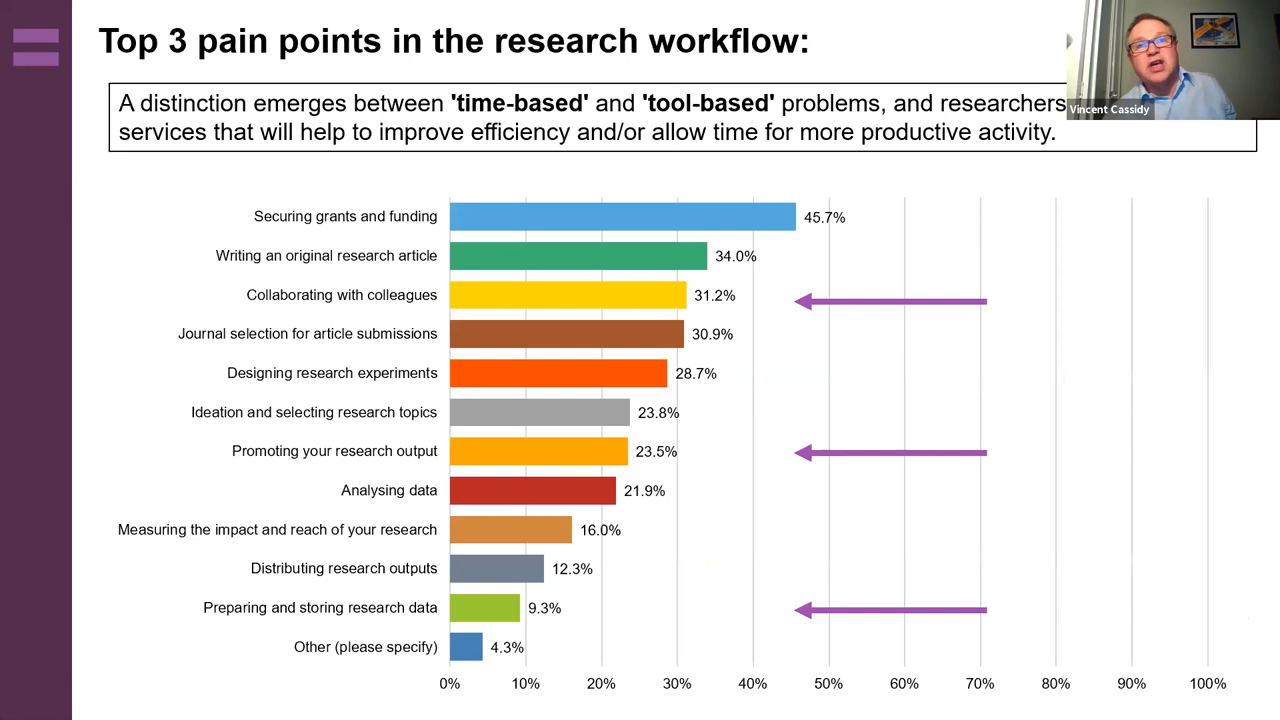 Top 3 pain points in the research workflow:
A distinction emerges between 'time-based' and 'tool-based' problems, and researchers
services that will help to improve efficiency and/or allow time for more productive activity.
Vincent Cassidy
Securing grants and funding 45.7%
Writing an original research article 34.0%
Collaborating with colleagues 31.2%
Journal selection for article submissions 30.9%
Designing research experiments 28.7%
Ideation and selecting research topics 23.8%
Promoting your research output 23.5%
Analysing data 21.9%
Measuring the impact and reach of your research 16.0%
Distributing research outputs 12.3%
Preparing and storing research data 9.3%
Other (please specify) 4.3%
0% 10% 20% 30% 40% 50% 60% 70% 80% 90% 100%